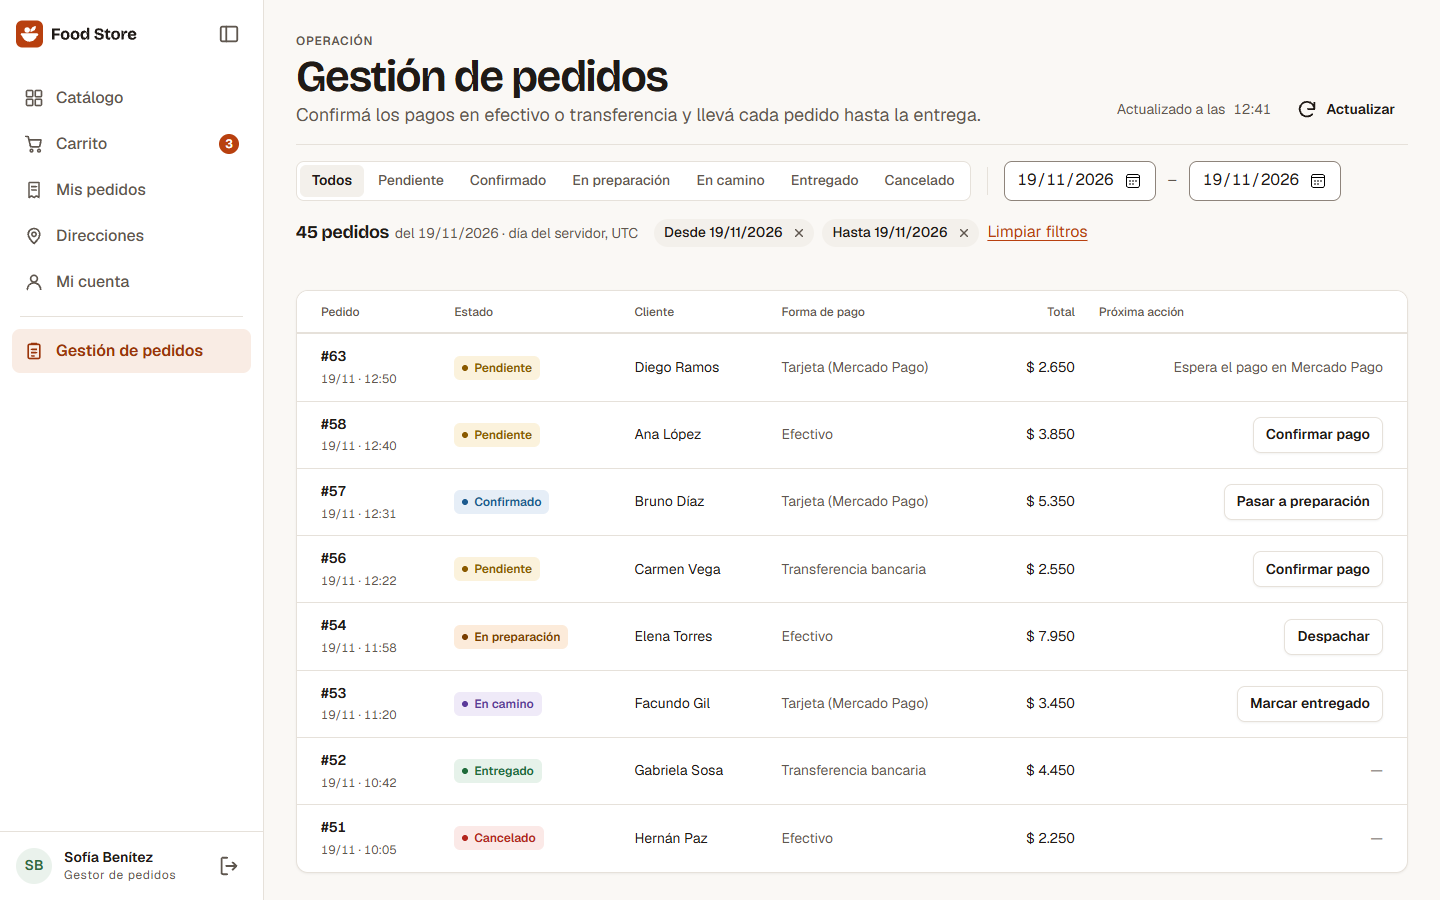 Food Store
Catálogo
Carrito 3
Mis pedidos
Direcciones
Mi cuenta
Gestión de pedidos
SB Sofía Benítez
Gestor de pedidos
OPERACIÓN
Gestión de pedidos
Confirmá los pagos en efectivo o transferencia y llevá cada pedido hasta la entrega.
Actualizado a las 12:41 Actualizar
Todos Pendiente Confirmado En preparación En camino Entregado Cancelado 19/11/2026 – 19/11/2026
45 pedidos del 19/11/2026 · día del servidor, UTC Desde 19/11/2026 × Hasta 19/11/2026 × Limpiar filtros
Pedido Estado Cliente Forma de pago Total Próxima acción
#63
19/11 · 12:50 Pendiente Diego Ramos Tarjeta (Mercado Pago) $ 2.650 Espera el pago en Mercado Pago
#58
19/11 · 12:40 Pendiente Ana López Efectivo $ 3.850 Confirmar pago
#57
19/11 · 12:31 Confirmado Bruno Díaz Tarjeta (Mercado Pago) $ 5.350 Pasar a preparación
#56
19/11 · 12:22 Pendiente Carmen Vega Transferencia bancaria $ 2.550 Confirmar pago
#54
19/11 · 11:58 En preparación Elena Torres Efectivo $ 7.950 Despachar
#53
19/11 · 11:20 En camino Facundo Gil Tarjeta (Mercado Pago) $ 3.450 Marcar entregado
#52
19/11 · 10:42 Entregado Gabriela Sosa Transferencia bancaria $ 4.450 —
#51
19/11 · 10:05 Cancelado Hernán Paz Efectivo $ 2.250 —